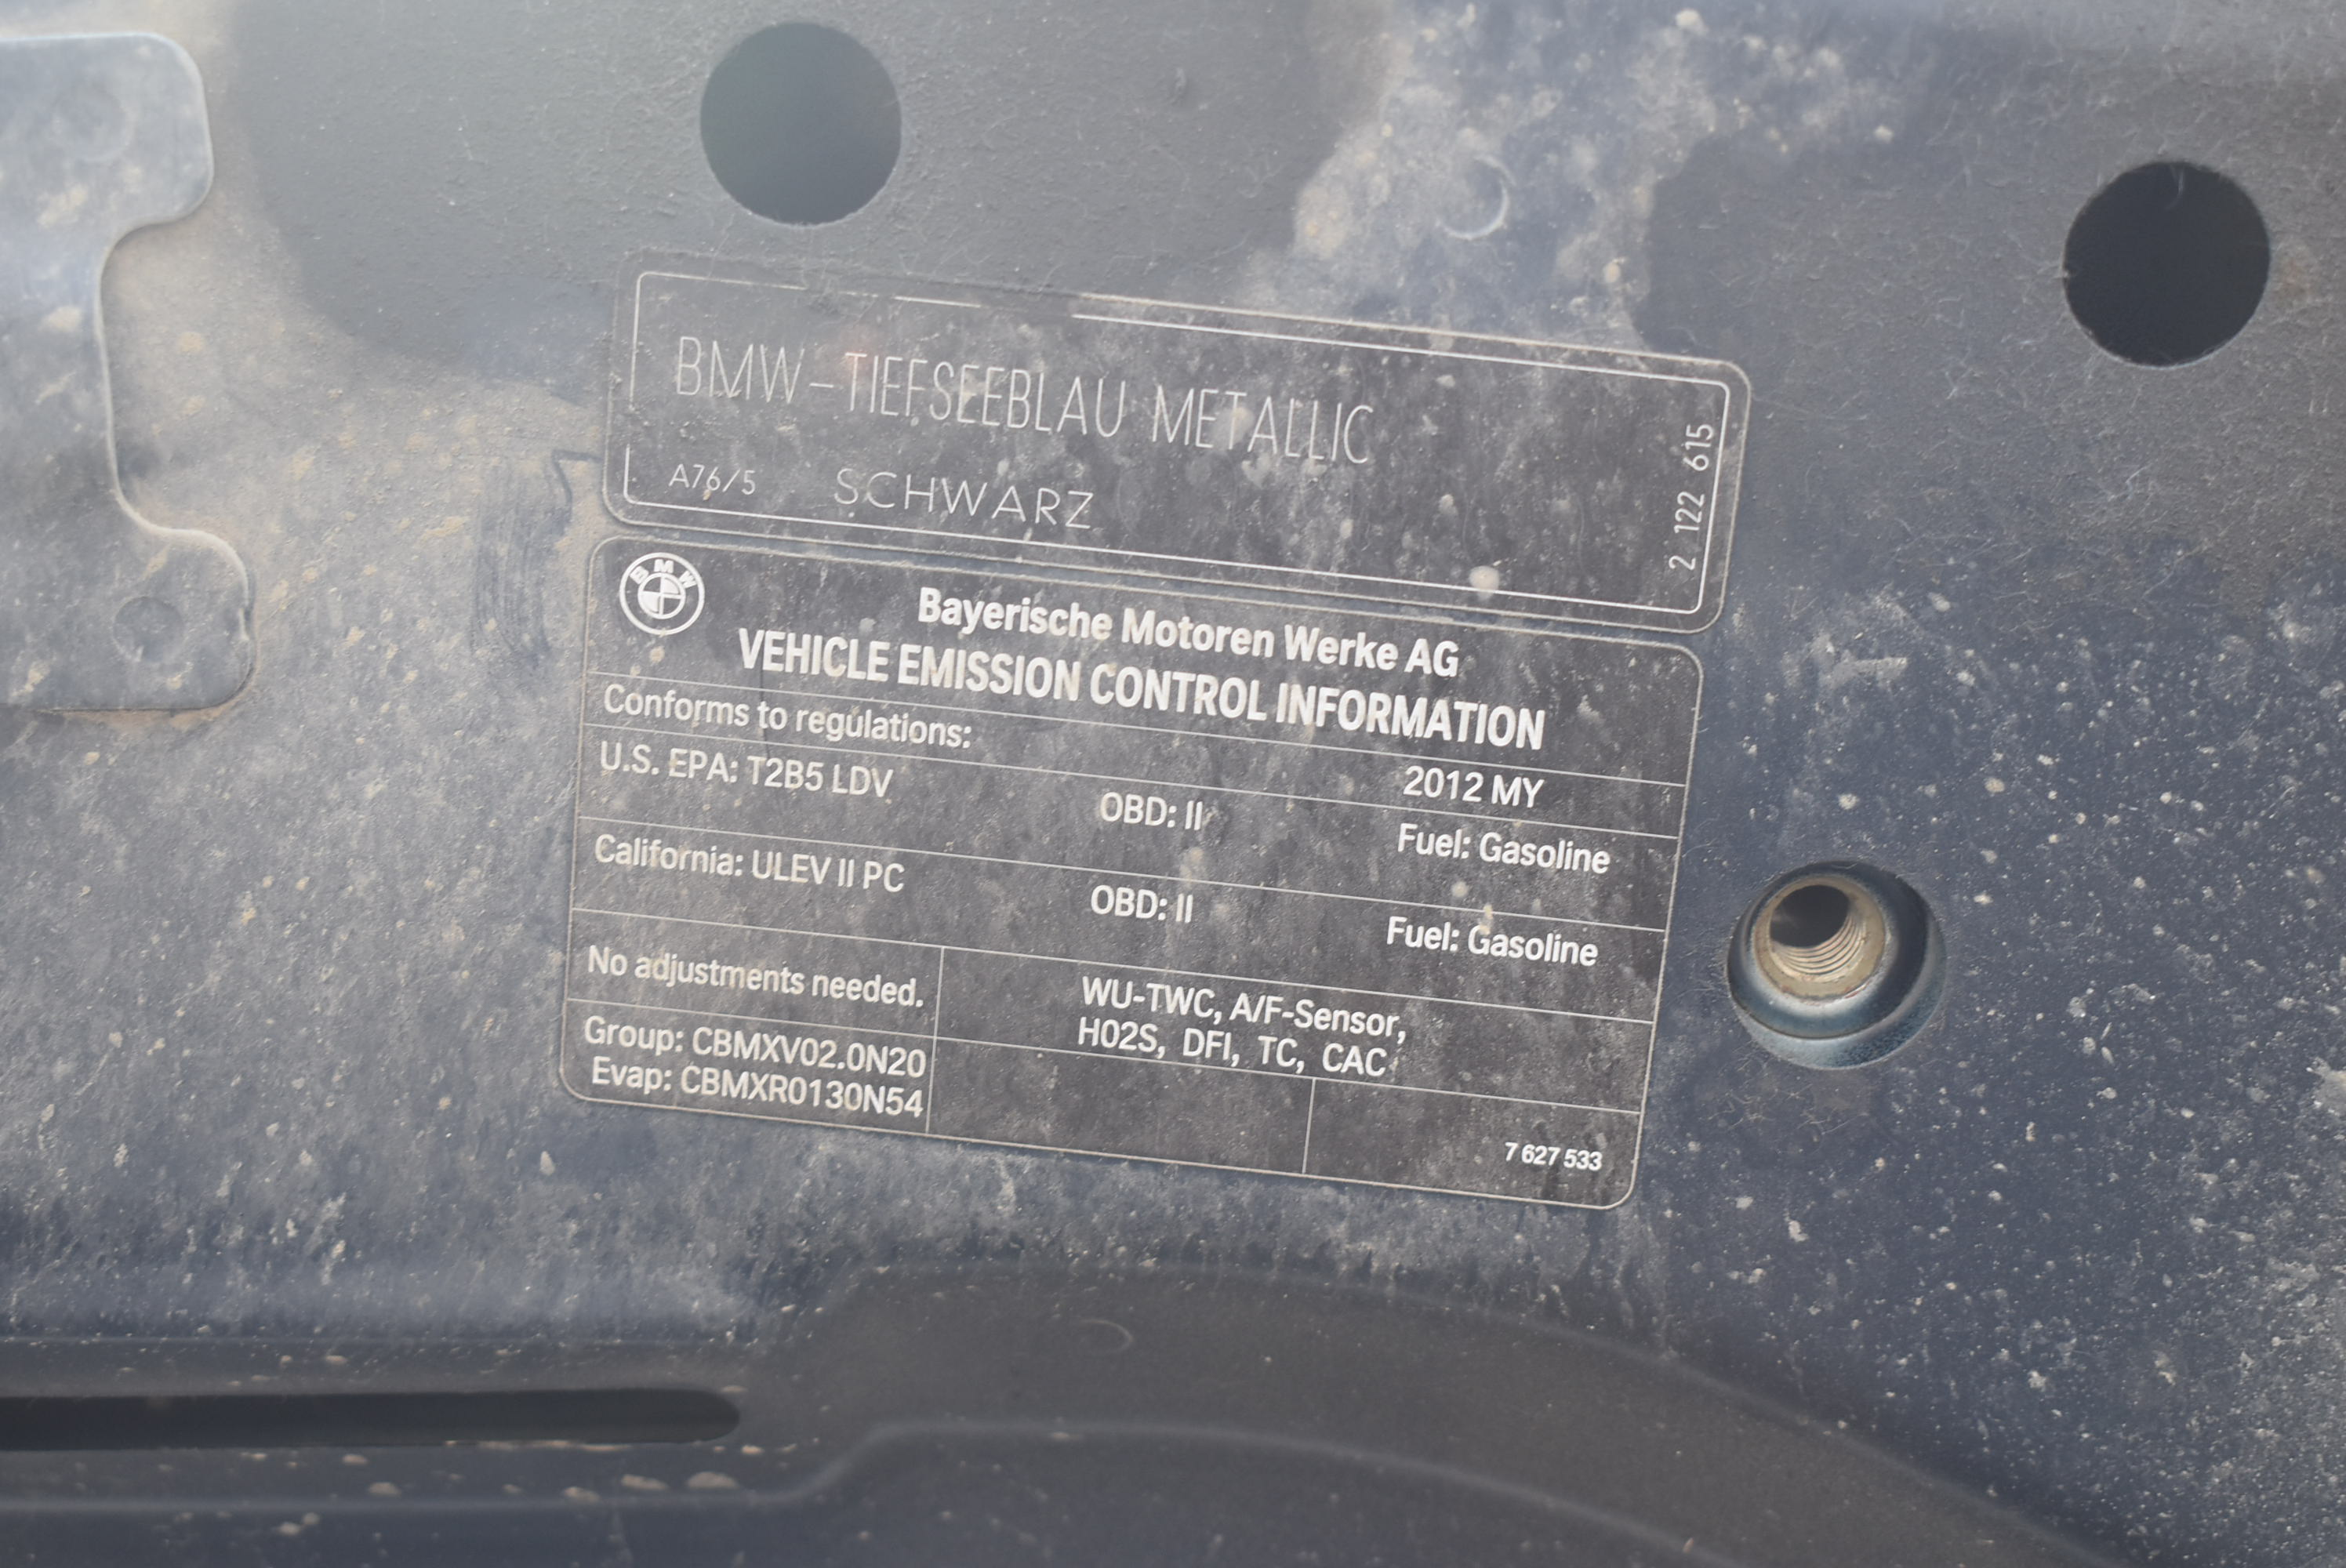 BMW-TIEFSEEBLAU METALLIC
A76/5 SCHWARZ
2 122 615
BMW
Bayerische Motoren Werke AG
VEHICLE EMISSION CONTROL INFORMATION
Conforms to regulations: 2012 MY
U.S. EPA: T2B5 LDV OBD: II Fuel: Gasoline
California: ULEV II PC OBD: II Fuel: Gasoline
No adjustments needed.
WU-TWC, A/F-Sensor,
H02S, DFI, TC, CAC
Group: CBMXV02.0N20
Evap: CBMXR0130N54
7 627 533